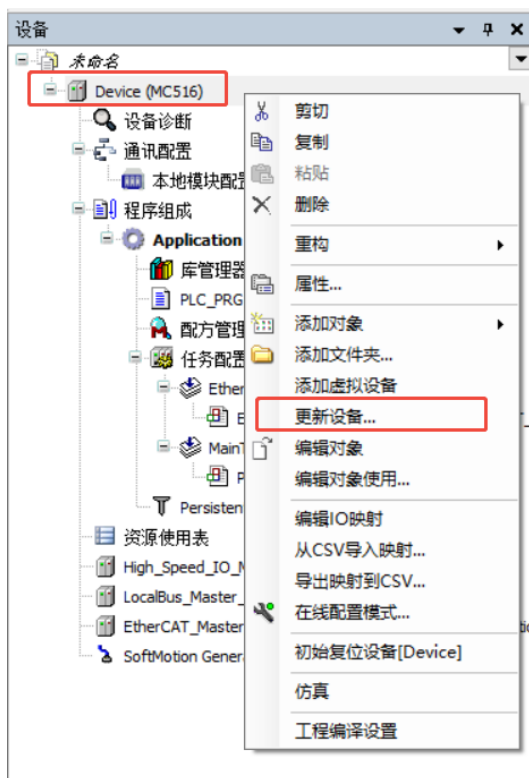 设备
未命名
Device (MC516)
设备诊断
通讯配置
本地模块配
程序组成
Application
库管理器
PLC_PRG
配方管理
任务配置
Ether
E
MainT
P
Persisten
资源使用表
High_Speed_IO_M
LocalBus_Master_
EtherCAT_Master
SoftMotion Gener
剪切
复制
粘贴
删除
重构
属性...
添加对象
添加文件夹...
添加虚拟设备
更新设备...
编辑对象
编辑对象使用...
编辑IO映射
从CSV导入映射...
导出映射到CSV...
在线配置模式...
初始复位设备[Device]
仿真
工程编译设置